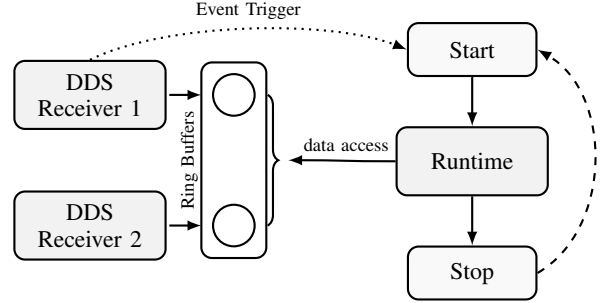 Event Trigger
DDS
Receiver 1
Start
Ring Buffers
data access
Runtime
DDS
Receiver 2
Stop